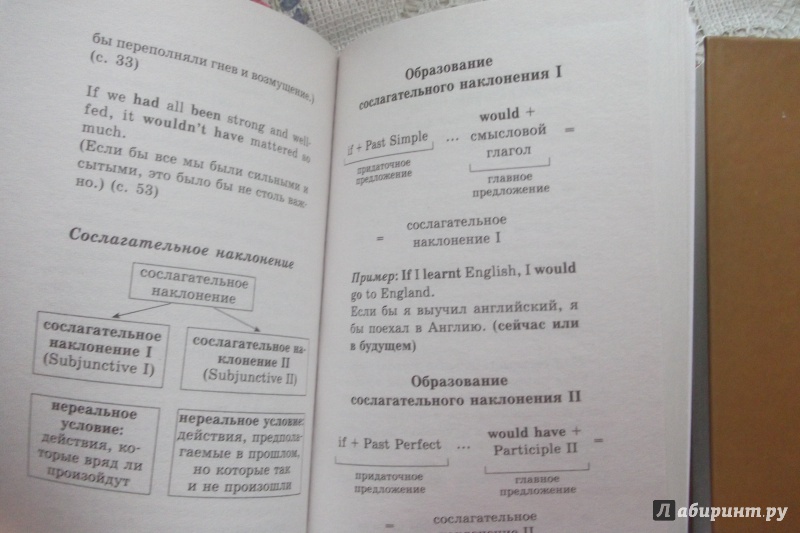 бы переполняли гнев и возмущение.)
(с. 33)
If we had all been strong and well-
fed, it wouldn't have mattered so
much.
(Если бы все мы были сильными и
сытыми, это было бы не столь важ-
но.) (с. 53)
Сослагательное наклонение
сослагательное
наклонение
сослагательное
наклонение I
(Subjunctive I)
сослагательное на-
клонение II
(Subjunctive II)
нереальное
условие:
действия, ко-
торые вряд ли
произойдут
нереальное условие:
действия, предпола-
гаемые в прошлом,
но которые так
и не произошли
Образование
сослагательного наклонения I
if + Past Simple ... would +
смысловой =
глагол
придаточное
предложение
главное
предложение
= сослагательное
наклонение I
Пример: If I learnt English, I would
go to England.
Если бы я выучил английский, я
бы поехал в Англию. (сейчас или
в будущем)
Образование
сослагательного наклонения II
if + Past Perfect ... would have + =
Participle II
придаточное
предложение
главное
предложение
= сослагательное
Лабиринт.ру